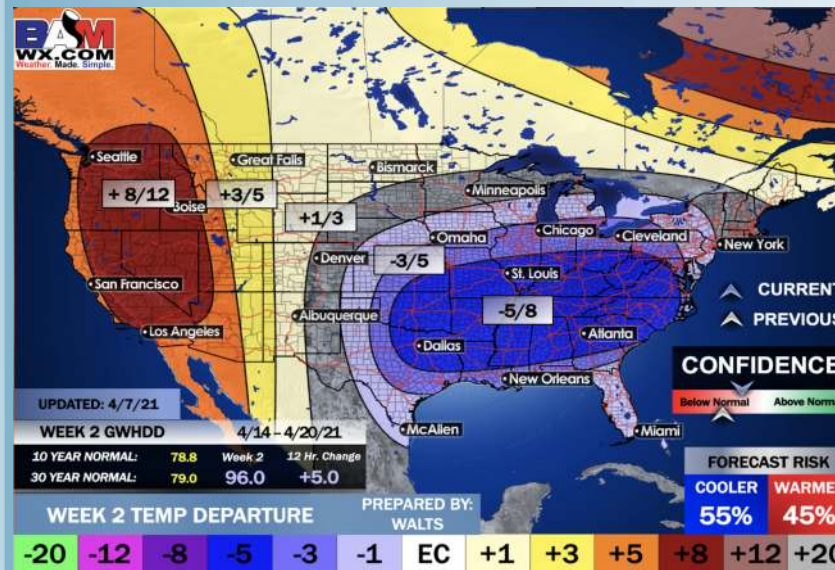 BAM
WX.COM
Weather. Made. Simple.
Seattle
Great Falls
Bismarck
+ 8/12
+3/5
Boise
Minneapolis
+1/3
Omaha
Chicago
Cleveland
New York
Denver
-3/5
San Francisco
St. Louis
CURRENT
-5/8
Albuquerque
PREVIOUS
Los Angeles
Dallas
Atlanta
CONFIDENCE
New Orleans
Below Normal
Above Norma
UPDATED: 4/7/21
McAllen
Miami
WEEK 2 GWHDD 4/14 - 4/20/21
10 YEAR NORMAL: 78.8 Week 2 12 Hr. Change
30 YEAR NORMAL: 79.0 96.0 +5.0
FORECAST RISK
COOLER WARME
55% 45%
WEEK 2 TEMP DEPARTURE
PREPARED BY:
WALTS
-20 -12 -8 -5 -3 -1 EC +1 +3 +5 +8 +12 +20